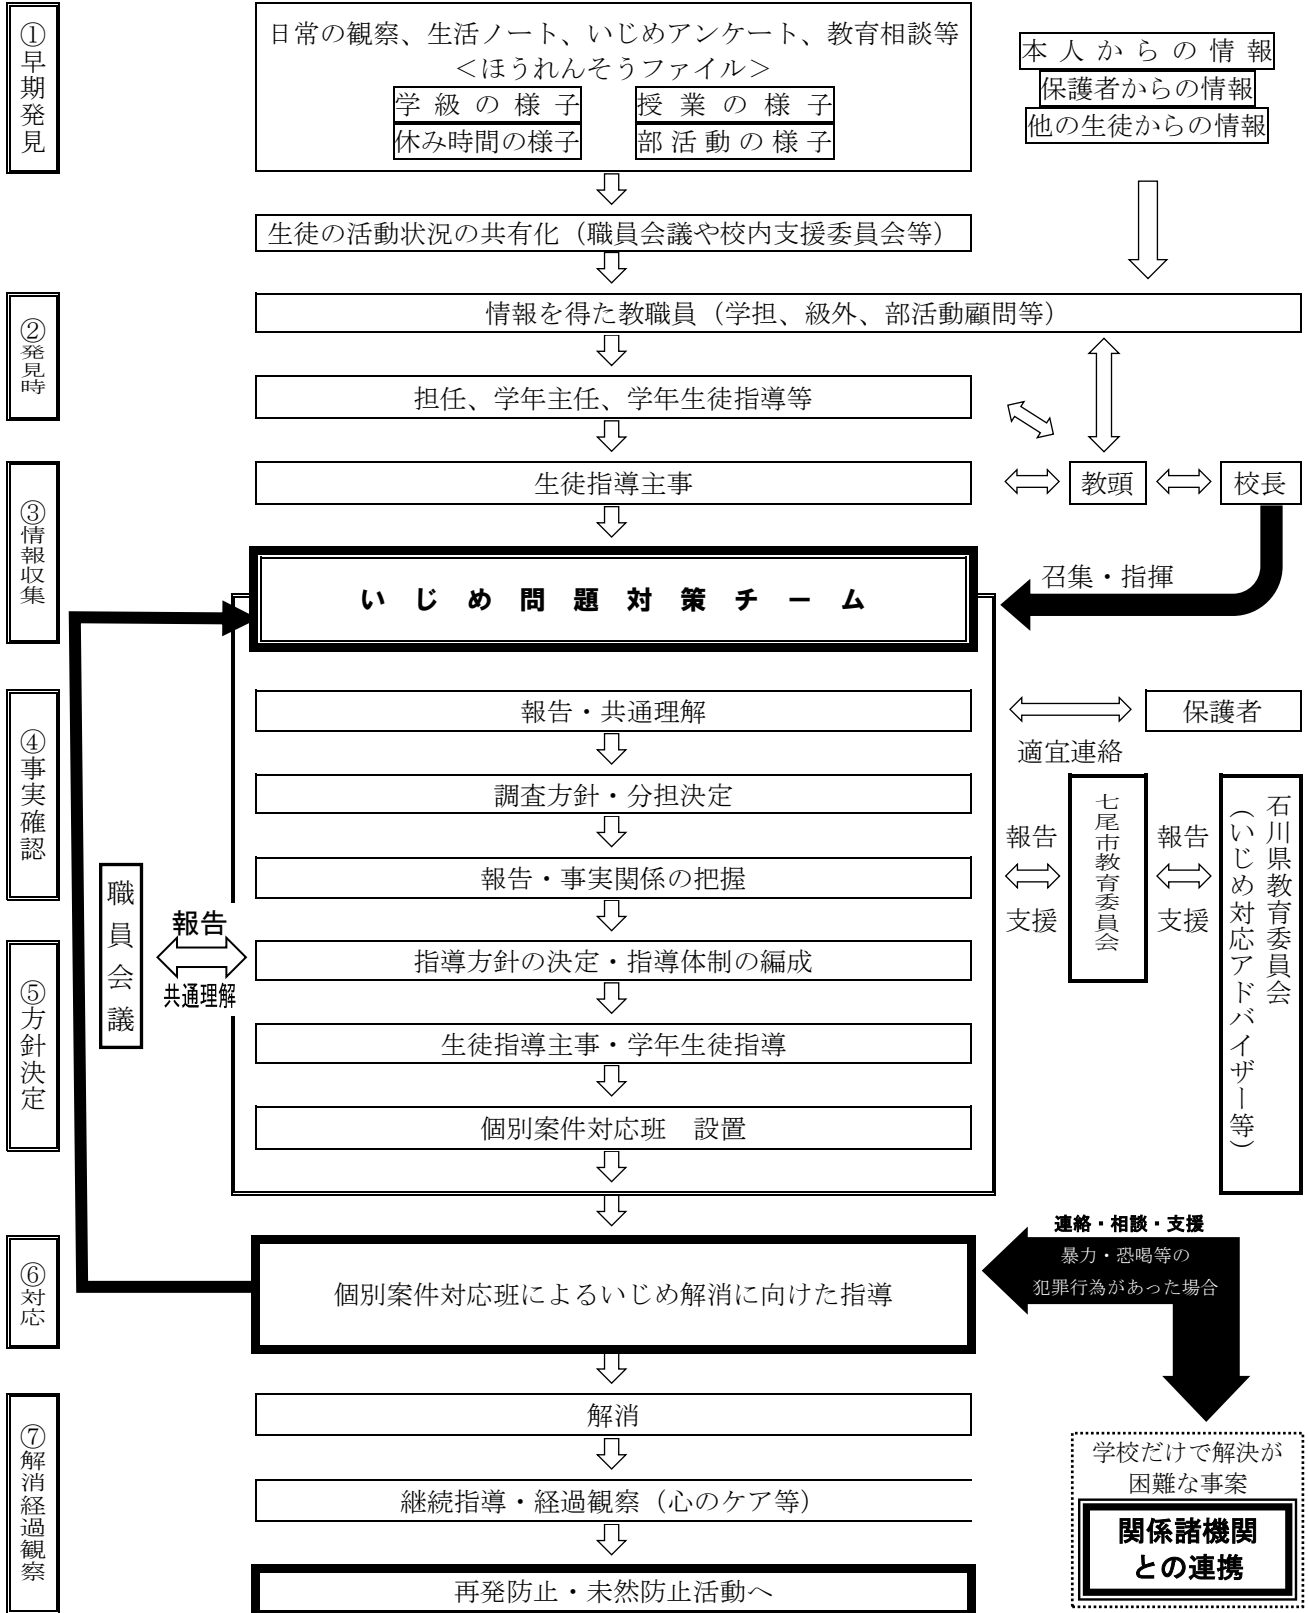 ①早期発見
日常の観察、生活ノート、いじめアンケート、教育相談等
＜ほうれんそうファイル＞
学級の様子
授業の様子
休み時間の様子
部活動の様子
本人からの情報
保護者からの情報
他の生徒からの情報
生徒の活動状況の共有化（職員会議や校内支援委員会等）
②発見時
情報を得た教職員（学担、級外、部活動顧問等）
担任、学年主任、学年生徒指導等
③情報収集
生徒指導主事
教頭
校長
召集・指揮
いじめ問題対策チーム
④事実確認
報告・共通理解
保護者
適宜連絡
調査方針・分担決定
報告・事実関係の把握
報告
支援
七尾市教育委員会
報告
支援
石川県教育委員会
（いじめ対応アドバイザー等）
職員会議
報告
共通理解
⑤方針決定
指導方針の決定・指導体制の編成
生徒指導主事・学年生徒指導
個別案件対応班　設置
⑥対応
個別案件対応班によるいじめ解消に向けた指導
連絡・相談・支援
暴力・恐喝等の
犯罪行為があった場合
⑦解消経過観察
解消
継続指導・経過観察（心のケア等）
再発防止・未然防止活動へ
学校だけで解決が
困難な事案
関係諸機関
との連携